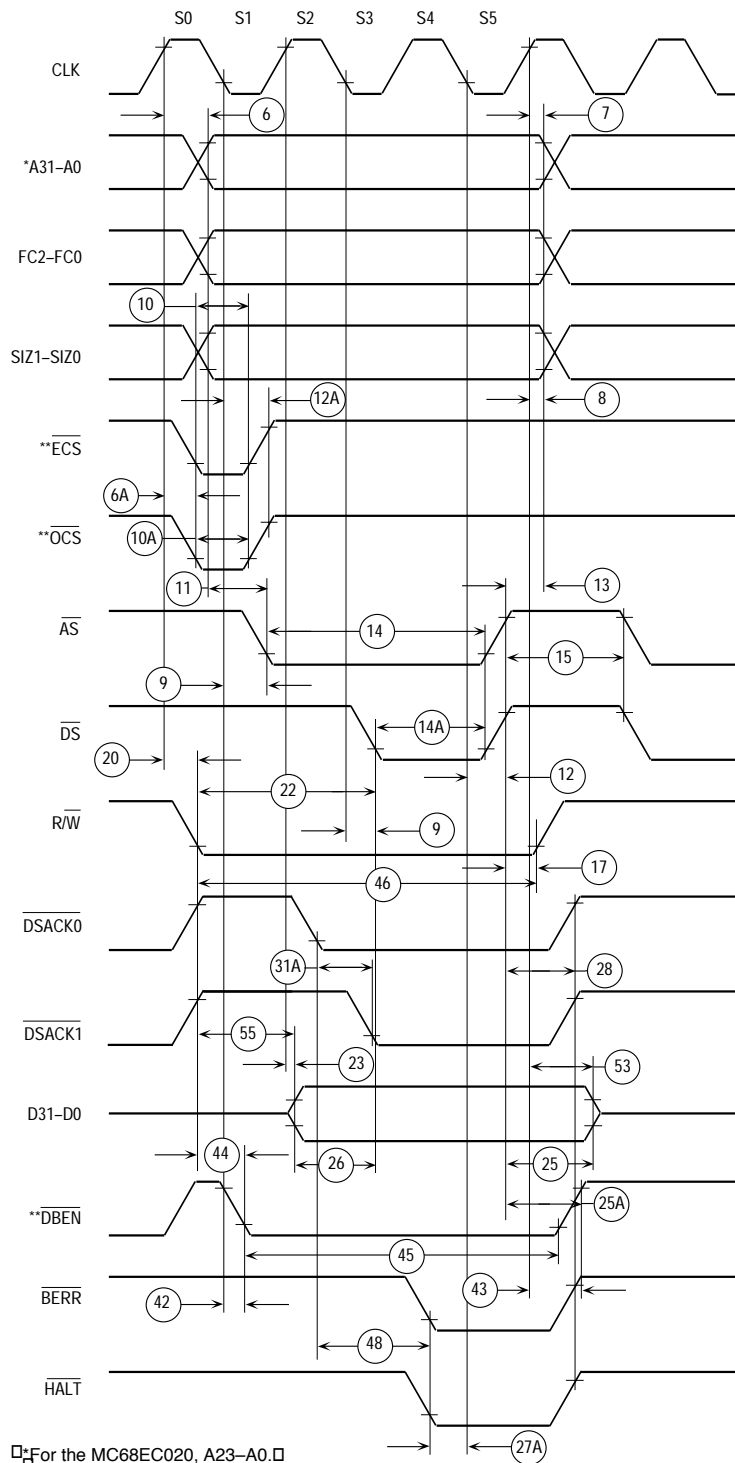 S0 S1 S2 S3 S4 S5
CLK
6 7
*A31–A0
FC2–FC0
10
SIZ1–SIZ0
12A 8
**ECS
6A
**OCS 10A
11 13
AS 14
15
9
DS 14A
20 12
22
R/W 9
17
46
DSACK0
31A 28
DSACK1 55
23 53
D31–D0
44 26 25
25A
**DBEN
45
BERR 42 43
48
HALT
27A
*For the MC68EC020, A23–A0.